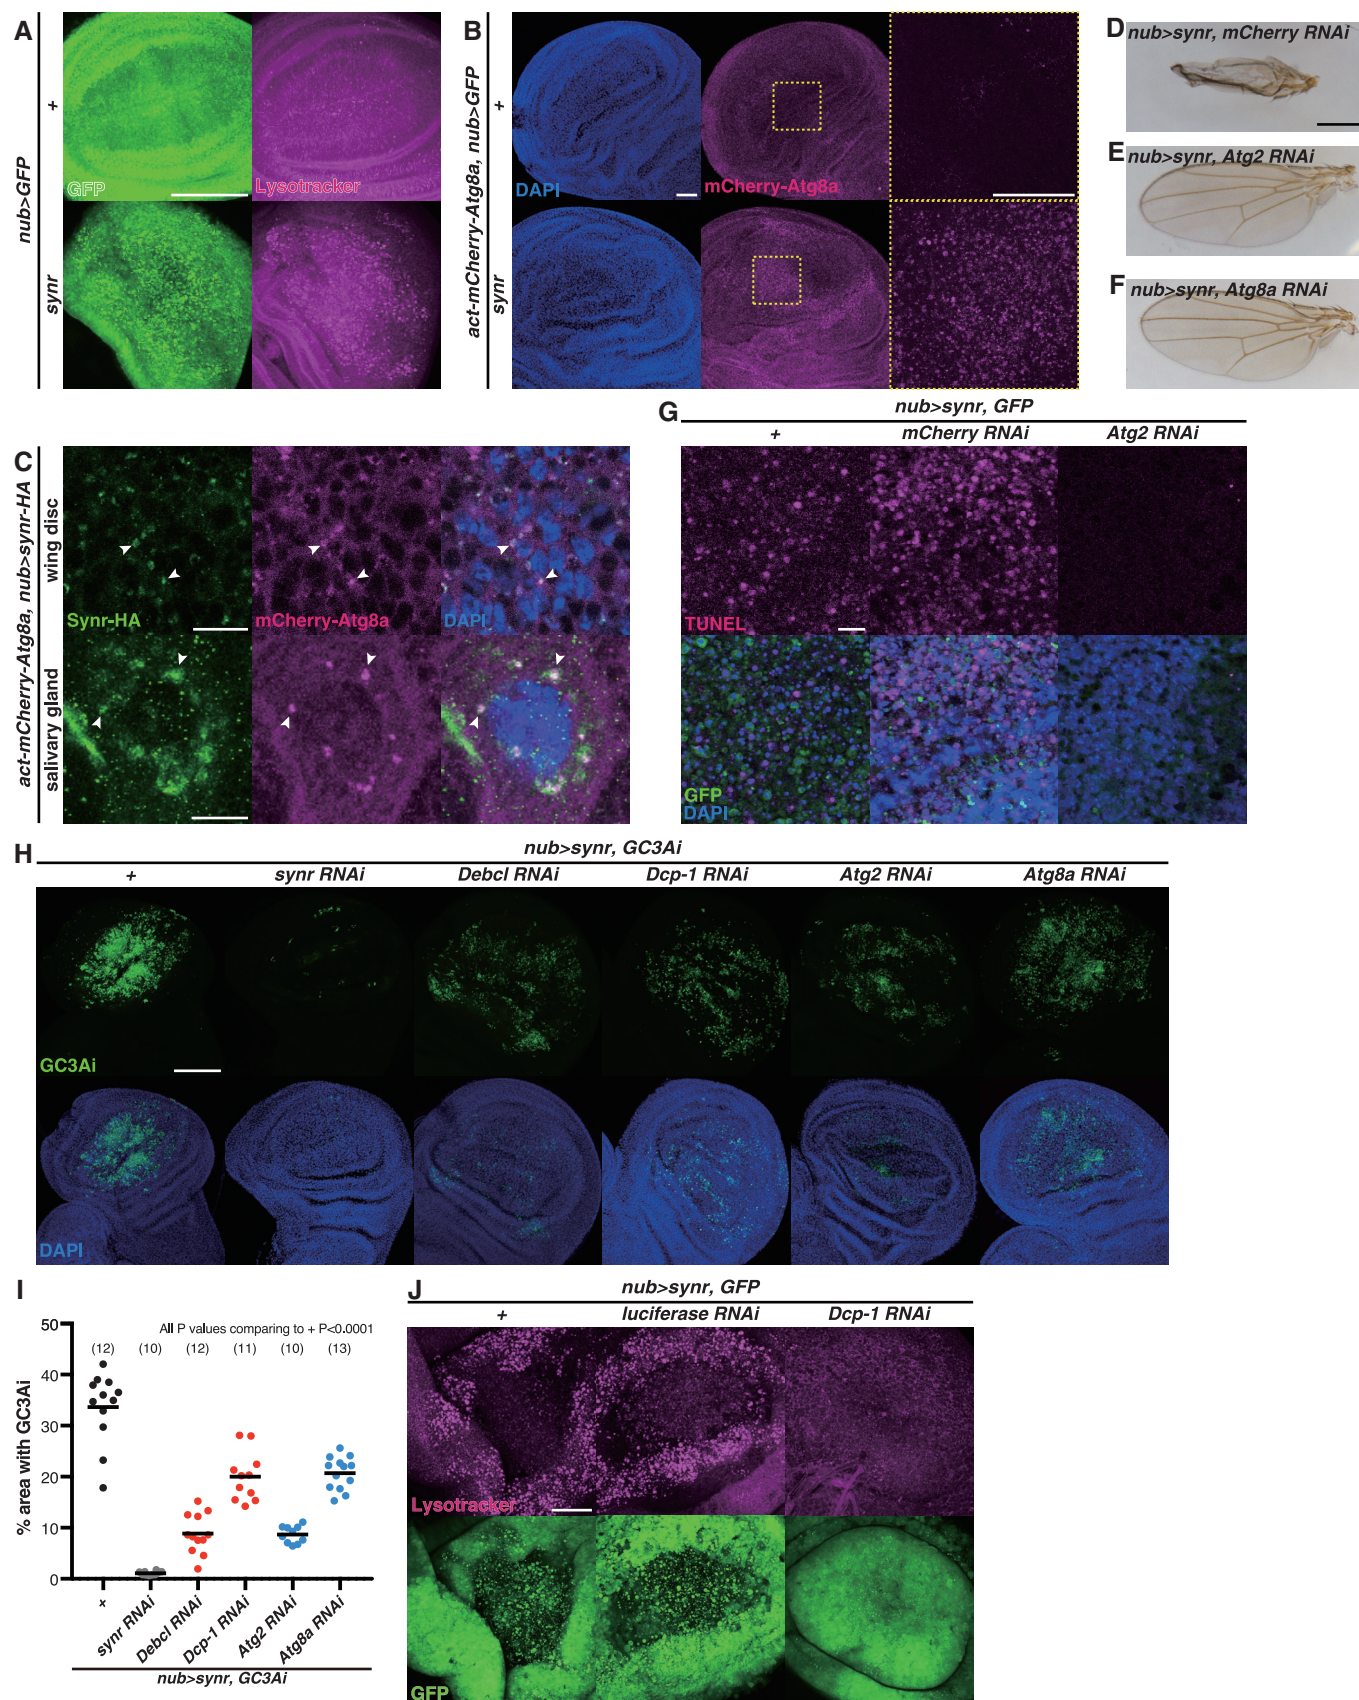 A
nub>GFP
+
synr
GFP
Lysotracker
B
act-mCherry-Atg8a, nub>GFP
+
synr
DAPI
mCherry-Atg8a
D nub>synr, mCherry RNAi
E nub>synr, Atg2 RNAi
F nub>synr, Atg8a RNAi
C
act-mCherry-Atg8a, nub>synr-HA
wing disc
salivary gland
Synr-HA
mCherry-Atg8a
DAPI
G
nub>synr, GFP
+ mCherry RNAi Atg2 RNAi
TUNEL
GFP
DAPI
H
nub>synr, GC3Ai
+ synr RNAi Debcl RNAi Dcp-1 RNAi Atg2 RNAi Atg8a RNAi
GC3Ai
DAPI
I
All P values comparing to + P<0.0001
(12) (10) (12) (11) (10) (13)
% area with GC3Ai
50
40
30
20
10
0
+ synr RNAi Debcl RNAi Dcp-1 RNAi Atg2 RNAi Atg8a RNAi
nub>synr, GC3Ai
J
nub>synr, GFP
+ luciferase RNAi Dcp-1 RNAi
Lysotracker
GFP